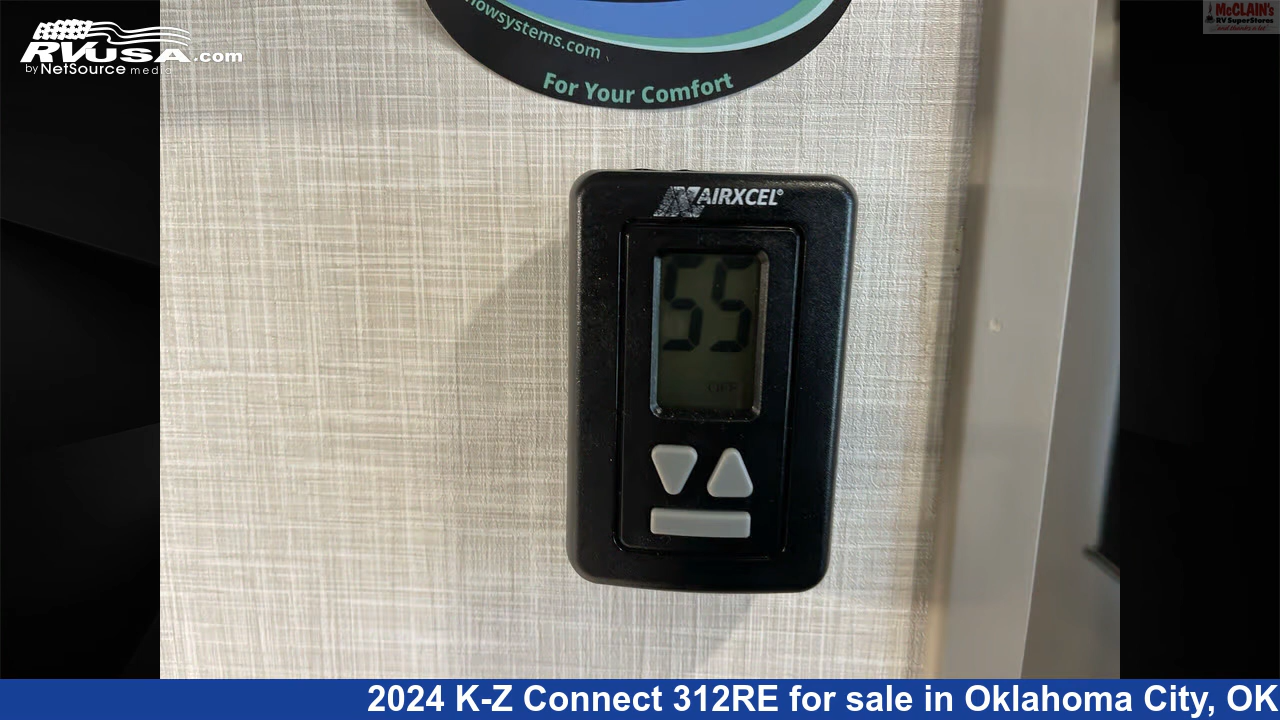 RVUSA.com
by NetSource media
McCLAIN'S
RV SuperStores
nowsystems.com
For Your Comfort
AIRXCEL®
55
OFF
2024 K-Z Connect 312RE for sale in Oklahoma City, OK